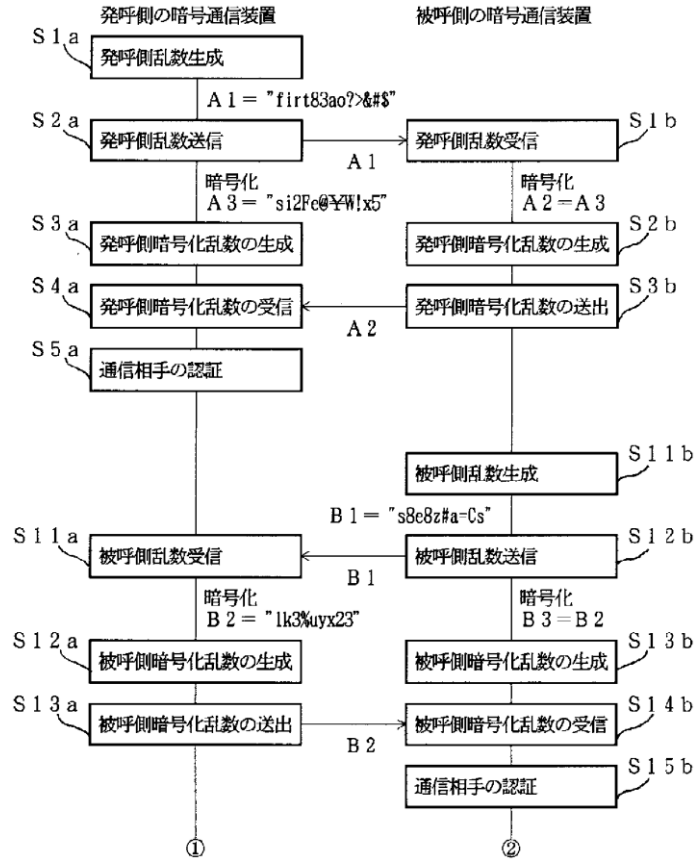 発呼側の暗号通信装置
被呼側の暗号通信装置
S1a
発呼側乱数生成
A1="firt83ao?>&#$"
S2a
発呼側乱数送信
A1
発呼側乱数受信
S1b
暗号化
A3="si2Fe@¥W!x5"
暗号化
A2=A3
S3a
発呼側暗号化乱数の生成
発呼側暗号化乱数の生成
S2b
S4a
発呼側暗号化乱数の受信
A2
発呼側暗号化乱数の送出
S3b
S5a
通信相手の認証
被呼側乱数生成
S11b
B1="s8e8z#a=Cs"
S11a
被呼側乱数受信
B1
被呼側乱数送信
S12b
暗号化
B2="lk3%uyx23"
暗号化
B3=B2
S12a
被呼側暗号化乱数の生成
被呼側暗号化乱数の生成
S13b
S13a
被呼側暗号化乱数の送出
B2
被呼側暗号化乱数の受信
S14b
通信相手の認証
S15b
①
②